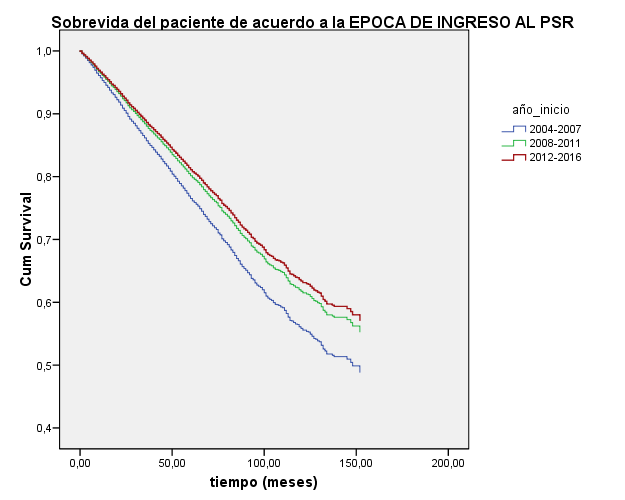 Sobrevida del paciente de acuerdo a la EPOCA DE INGRESO AL PSR
1,0
0,9
0,8
0,7
0,6
0,5
0,4
Cum Survival
0,00 50,00 100,00 150,00 200,00
tiempo (meses)
año_inicio
2004-2007
2008-2011
2012-2016